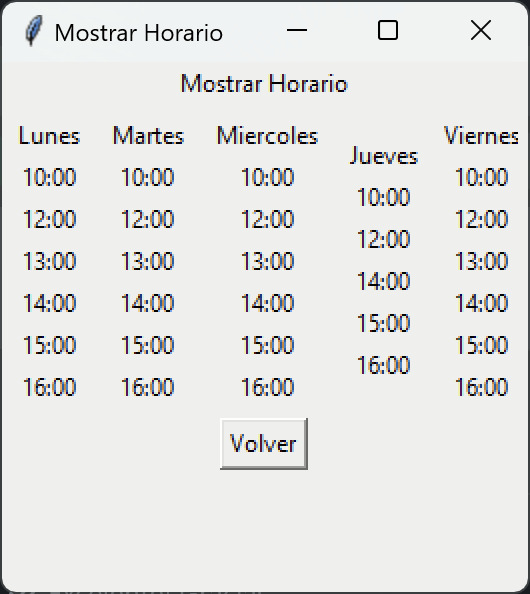 Mostrar Horario
Mostrar Horario
Lunes Martes Miercoles Jueves Viernes
10:00 10:00 10:00 10:00 10:00
12:00 12:00 12:00 12:00 12:00
13:00 13:00 13:00 14:00 13:00
14:00 14:00 14:00 15:00 14:00
15:00 15:00 15:00 16:00 15:00
16:00 16:00 16:00 16:00
Volver